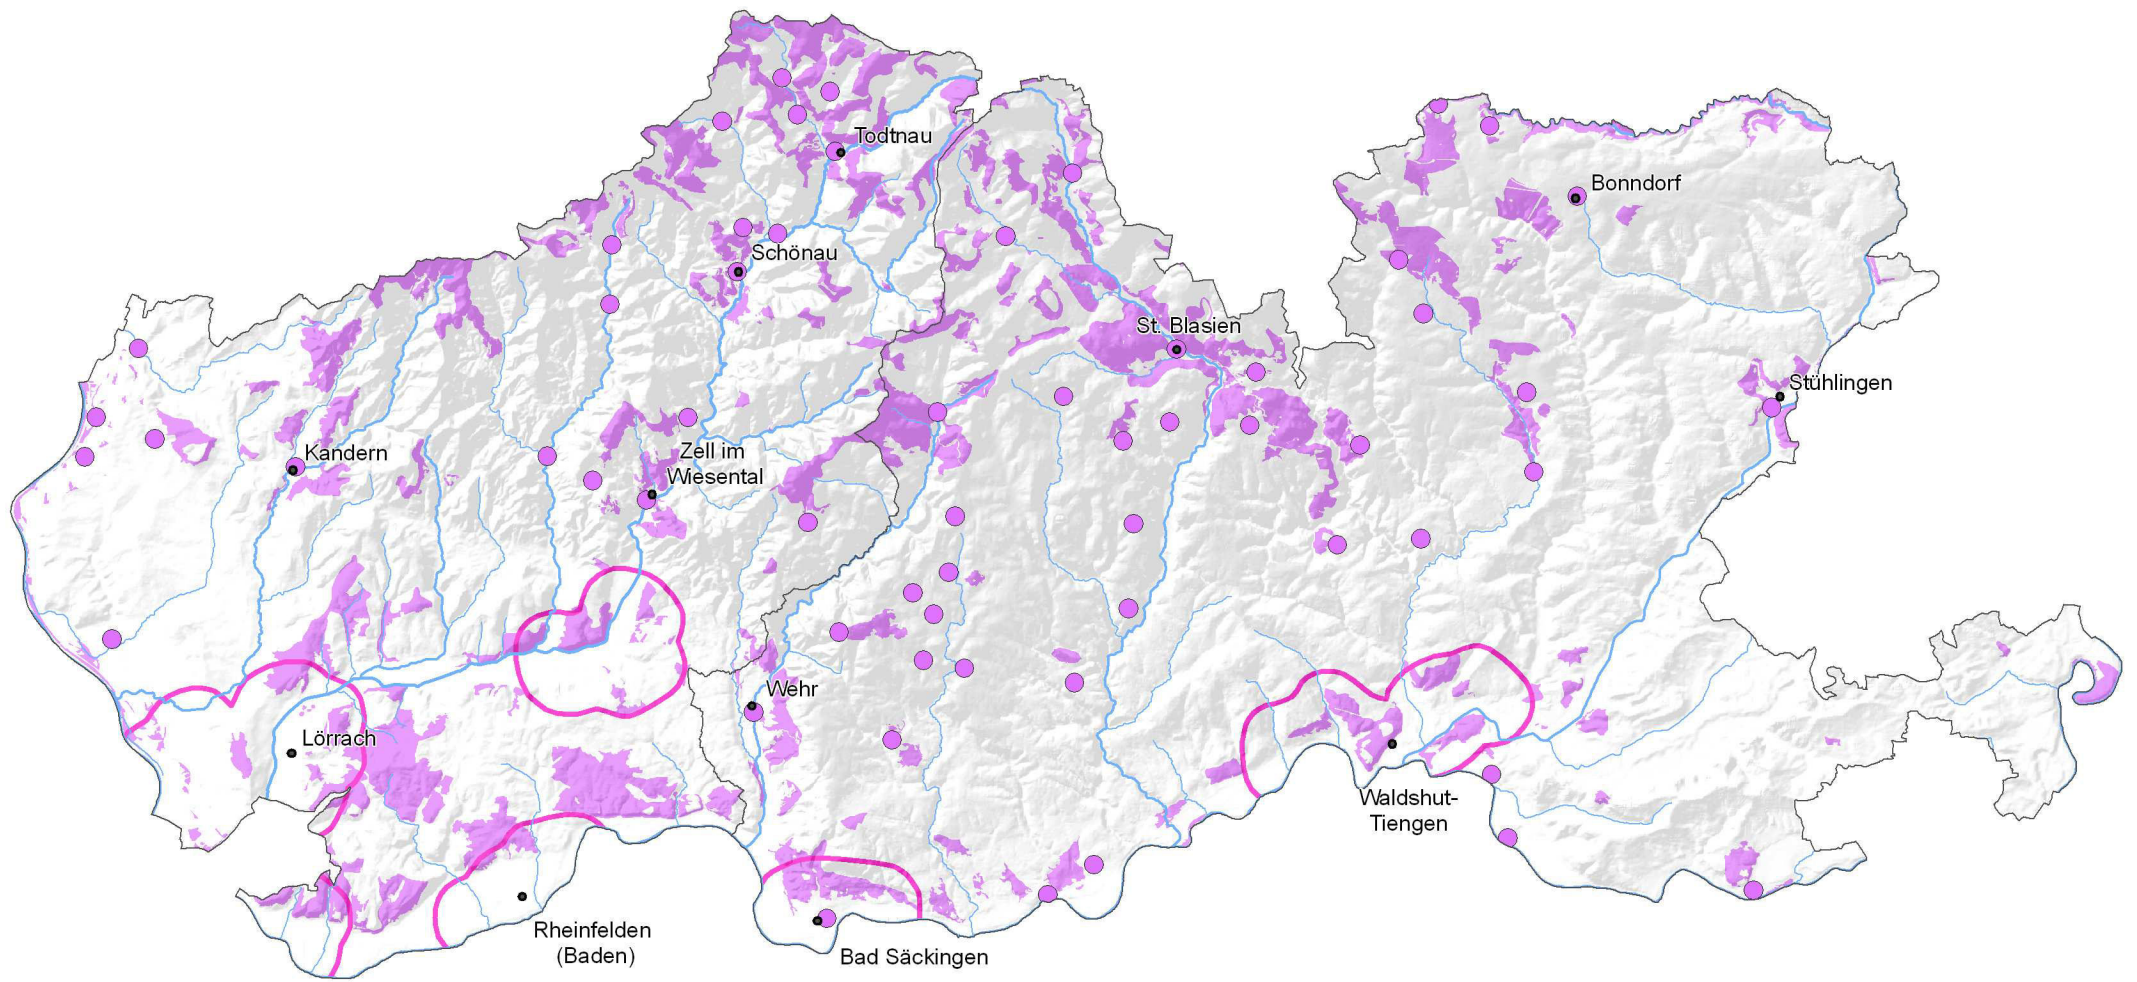 Todtnau
Bonndorf
Schönau
St. Blasien
Stühlingen
Kandern
Zell im
Wiesental
Wehr
Lörrach
Waldshut-
Tiengen
Rheinfelden
(Baden)
Bad Säckingen